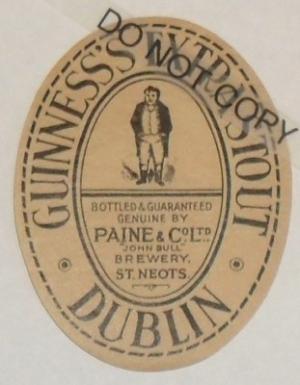 DO NOT COPY
GUINNESS'S EXTRA STOUT
BOTTLED & GUARANTEED
GENUINE BY
PAINE & Co. LTD
"JOHN BULL"
BREWERY,
ST. NEOTS.
DUBLIN